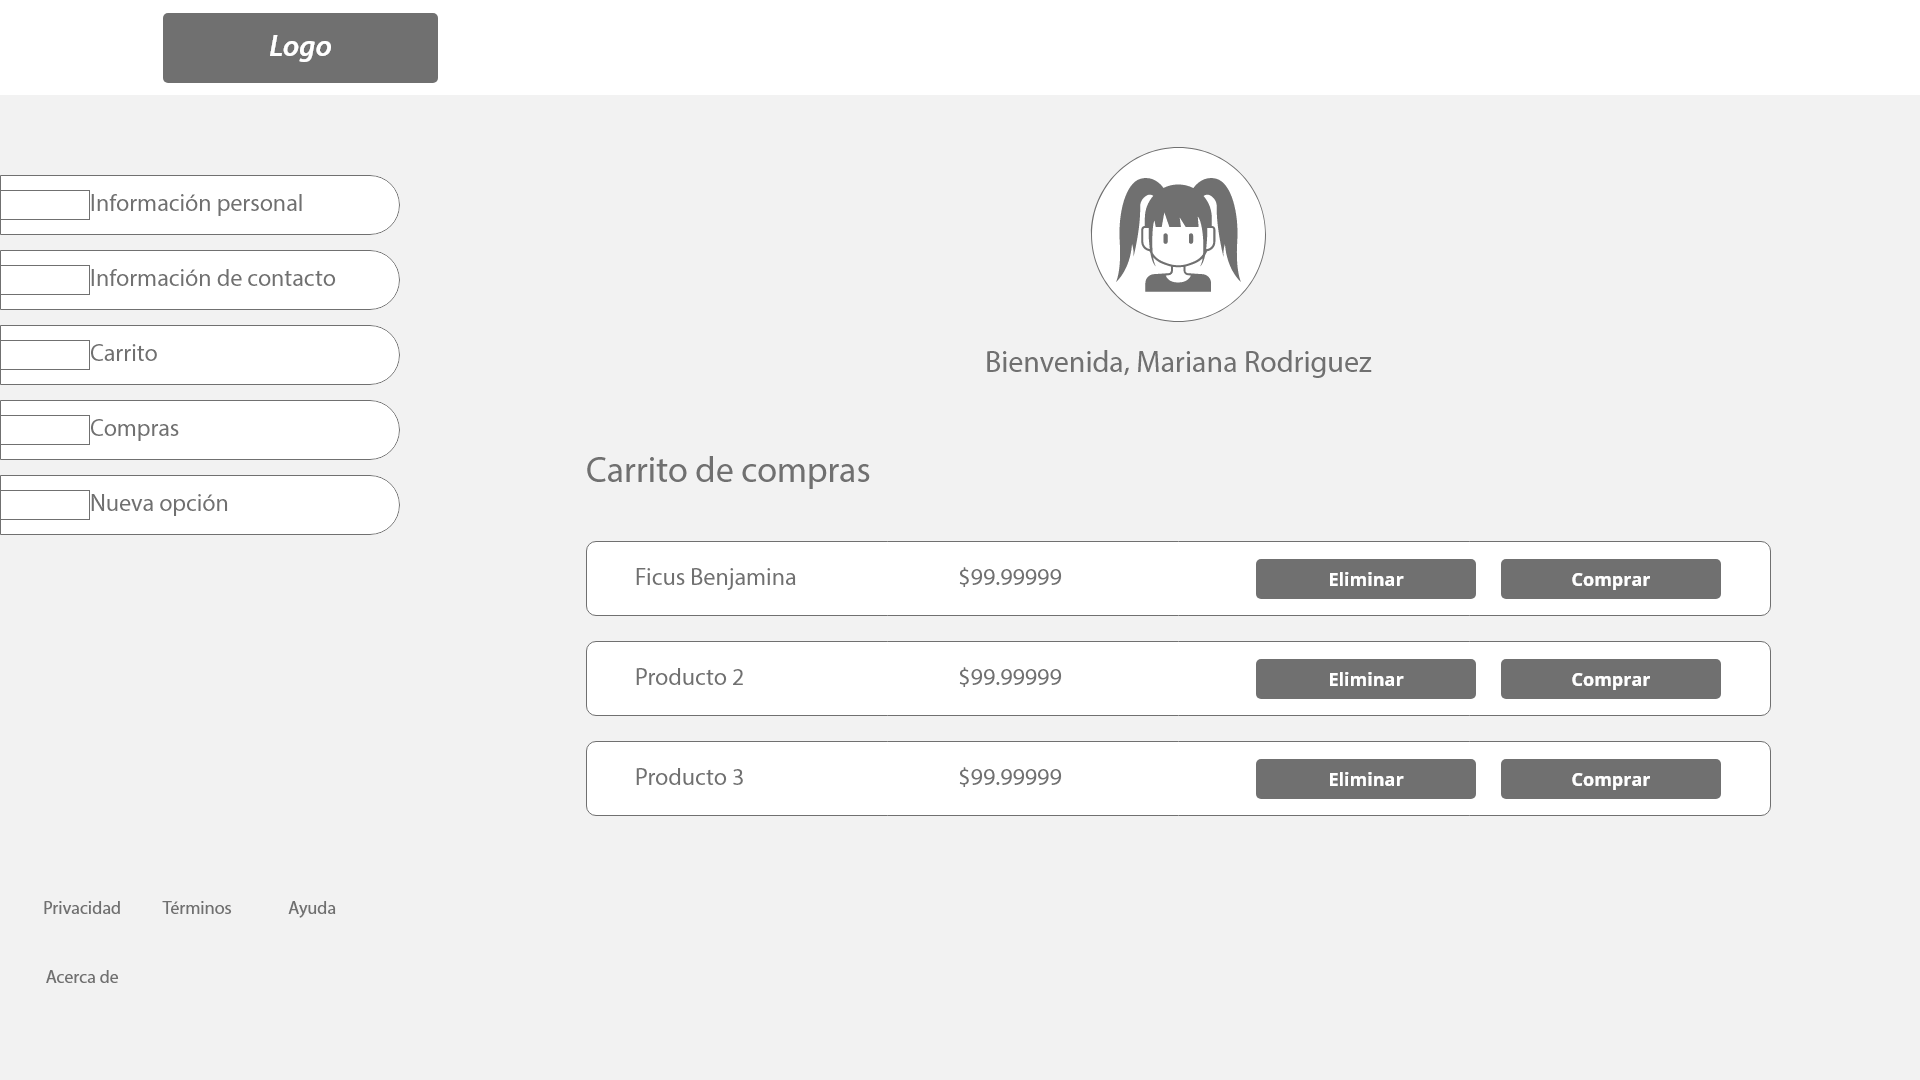 Logo
Información personal
Información de contacto
Carrito
Compras
Nueva opción
Bienvenida, Mariana Rodriguez
Carrito de compras
Ficus Benjamina $99.99999 Eliminar Comprar
Producto 2 $99.99999 Eliminar Comprar
Producto 3 $99.99999 Eliminar Comprar
Privacidad Términos Ayuda
Acerca de